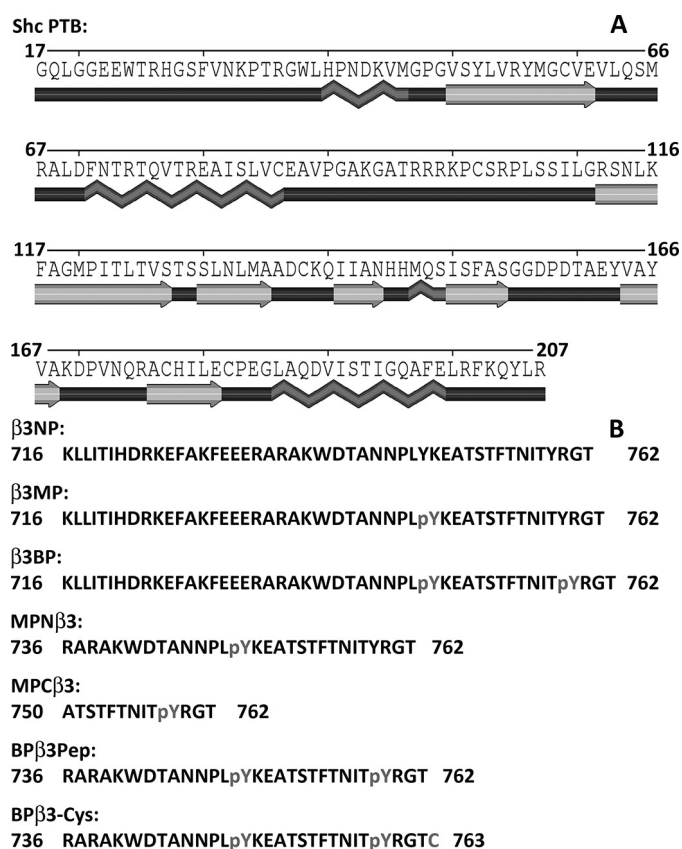 Shc PTB: A
17 66
GQLGGEEWTRHGSFVNKPTRGWLHPNDKVMGPGVSYLVRYMGCVEVLQSM
67 116
RALDFNTRTQVTREAISLVCEAVPGAKGATRRRKPCSRPLSSILGRSNLK
117 166
FAGMPITLTVSTSSLNLMAADCKQIIANHHMQSISFASGGDPDTAEYVAY
167 207
VAKDPVNQRACHILECPEGLAQDVISTIGQAFELRFKQYLR
β3NP: B
716 KLLITIHDRKEFAKFEEERARAKWDTANNPLYKEATSTFTNITYRGT 762
β3MP:
716 KLLITIHDRKEFAKFEEERARAKWDTANNPLpYKEATSTFTNITYRGT 762
β3BP:
716 KLLITIHDRKEFAKFEEERARAKWDTANNPLpYKEATSTFTNITpYRGT 762
MPNβ3:
736 RARAKWDTANNPLpYKEATSTFTNITYRGT 762
MPCβ3:
750 ATSTFTNITpYRGT 762
BPβ3Pep:
736 RARAKWDTANNPLpYKEATSTFTNITpYRGT 762
BPβ3-Cys:
736 RARAKWDTANNPLpYKEATSTFTNITpYRGTC 763